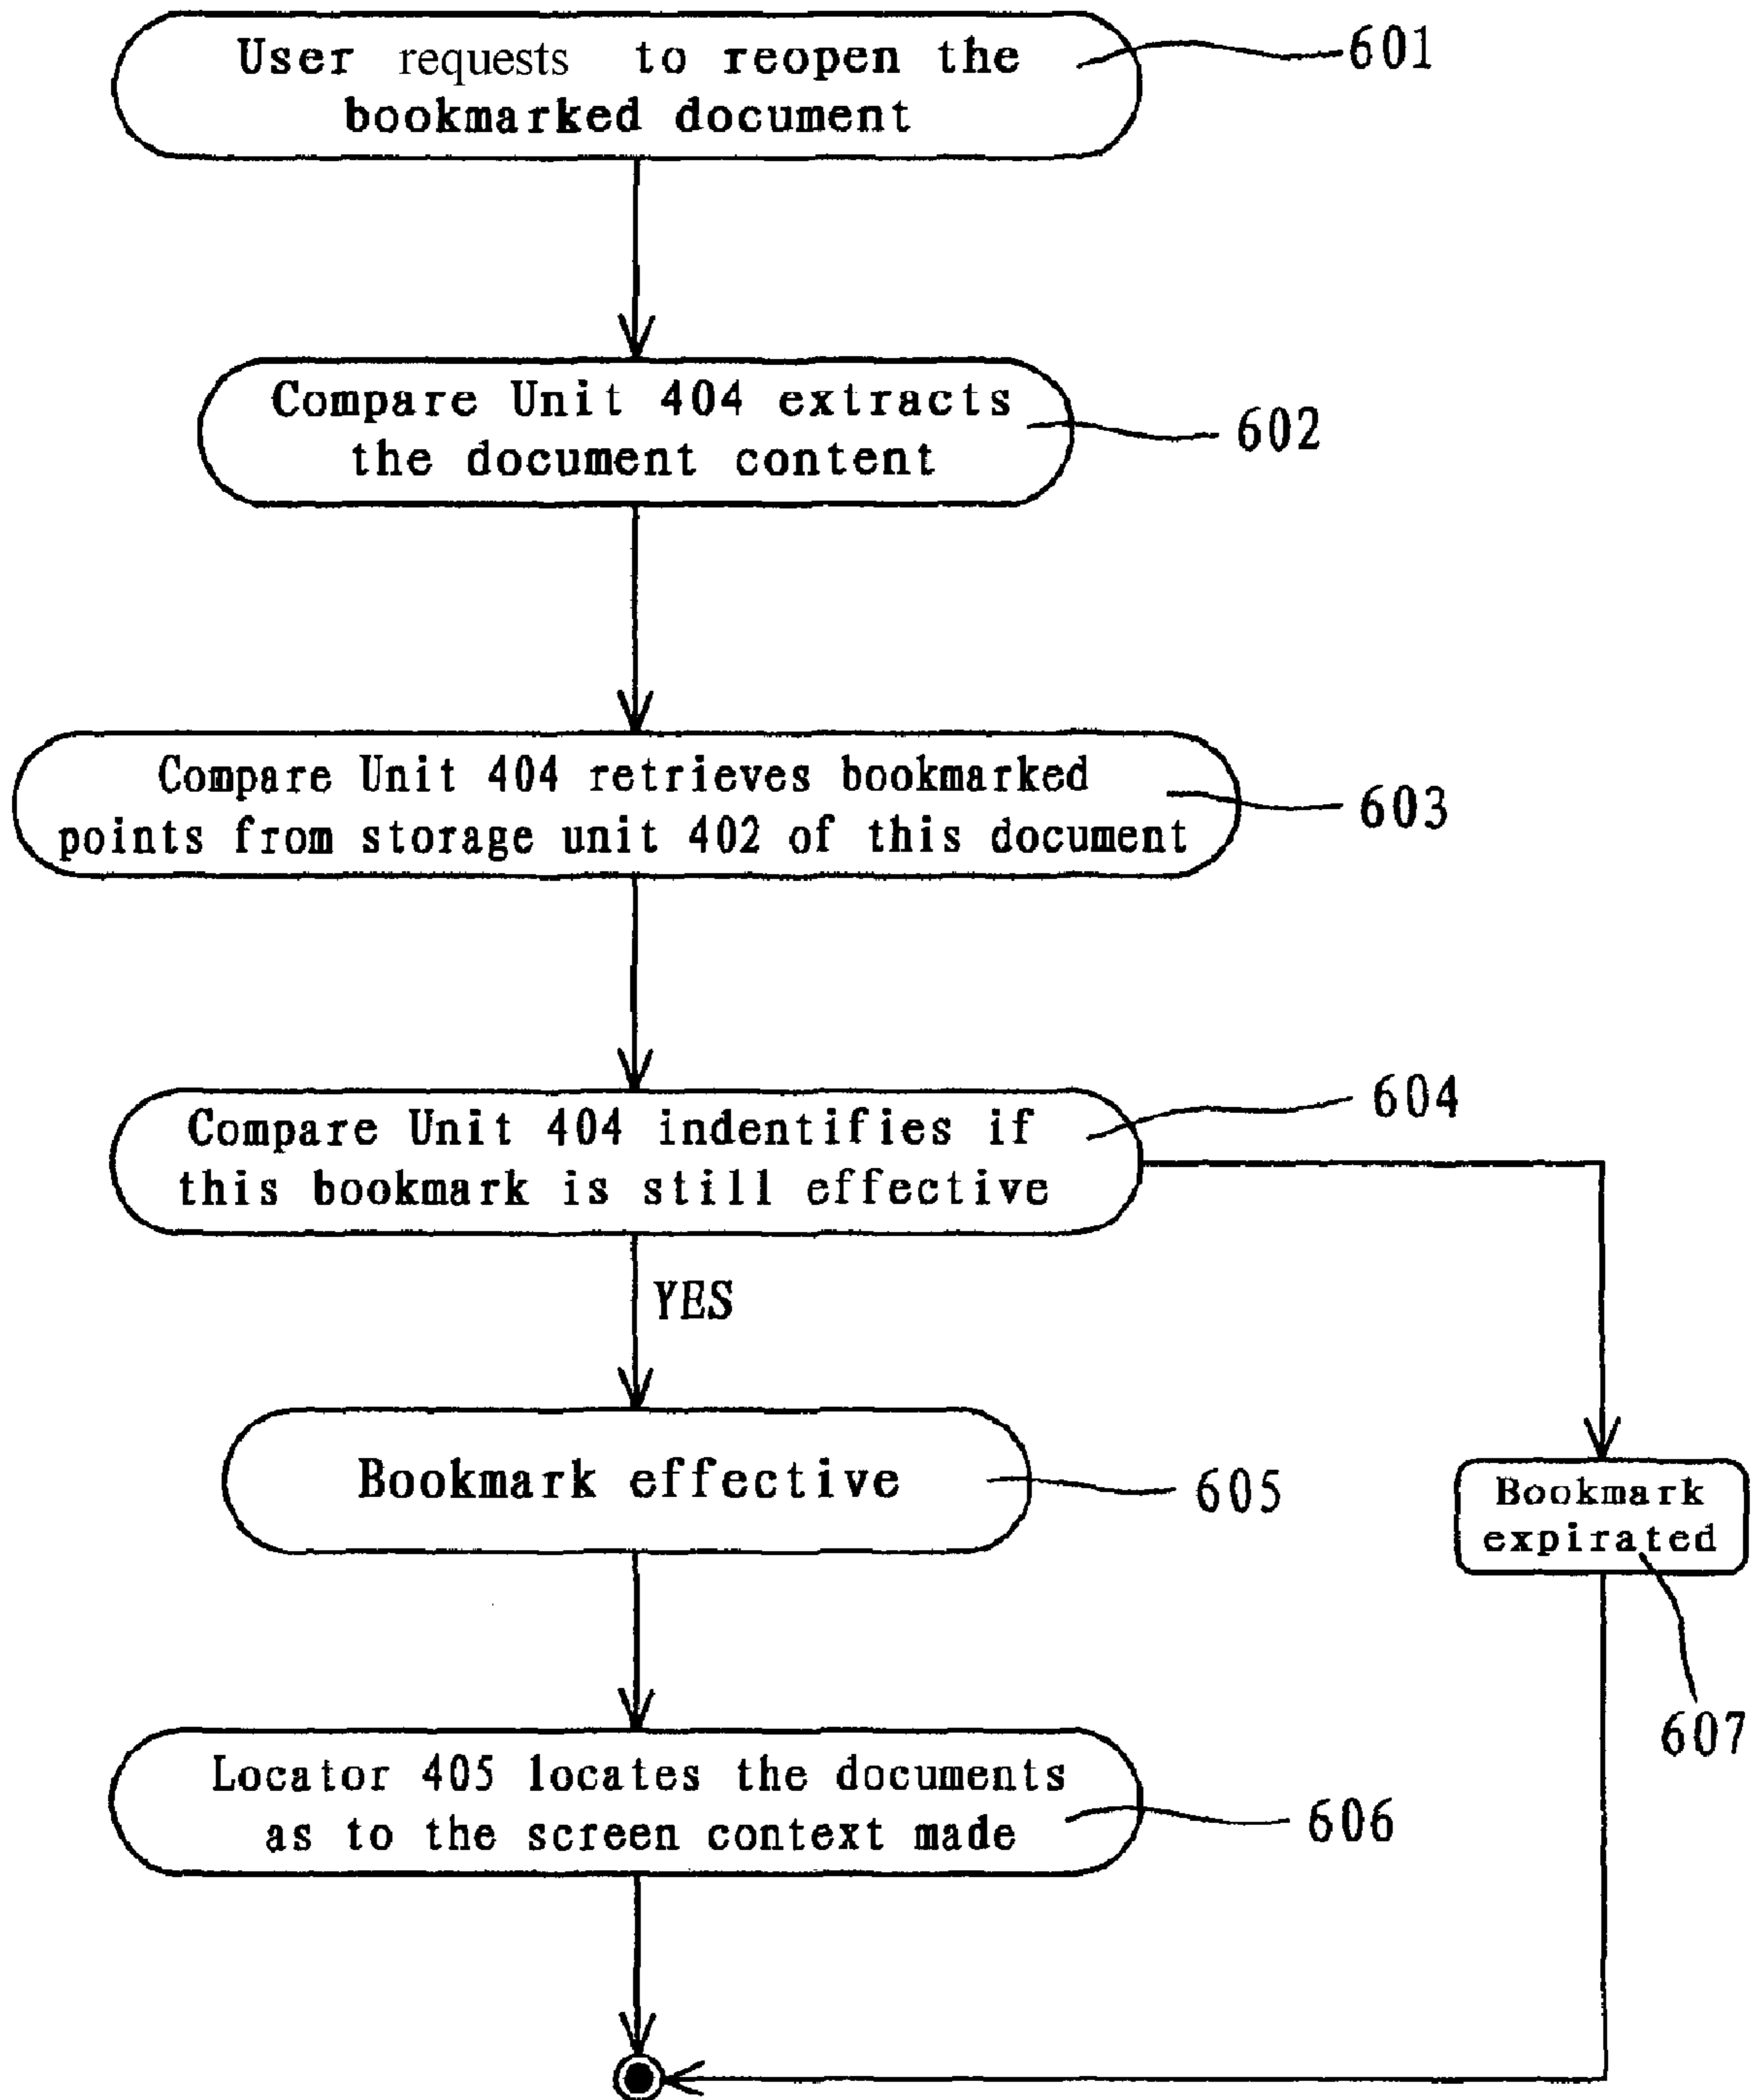 User requests to reopen the
bookmarked document
601
Compare Unit 404 extracts
the document content
602
Compare Unit 404 retrieves bookmarked
points from storage unit 402 of this document
603
Compare Unit 404 indentifies if
this bookmark is still effective
604
YES
Bookmark effective
605
Bookmark
expirated
607
Locator 405 locates the documents
as to the screen context made
606